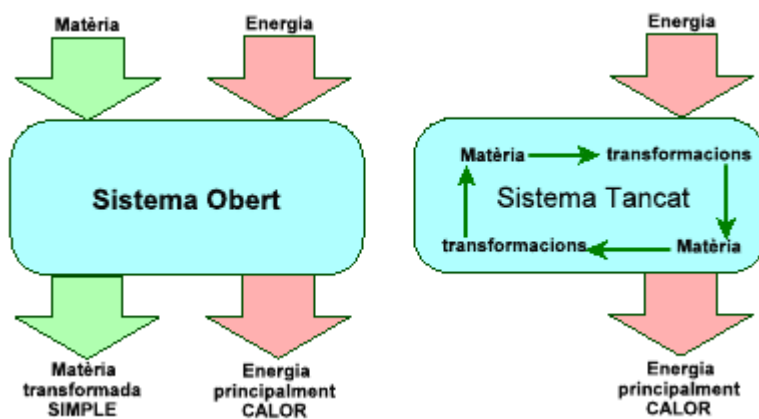 Matèria
Energia
Sistema Obert
Matèria
transformada
SIMPLE
Energia
principalment
CALOR
Energia
Matèria
transformacions
Sistema Tancat
transformacions
Matèria
Energia
principalment
CALOR